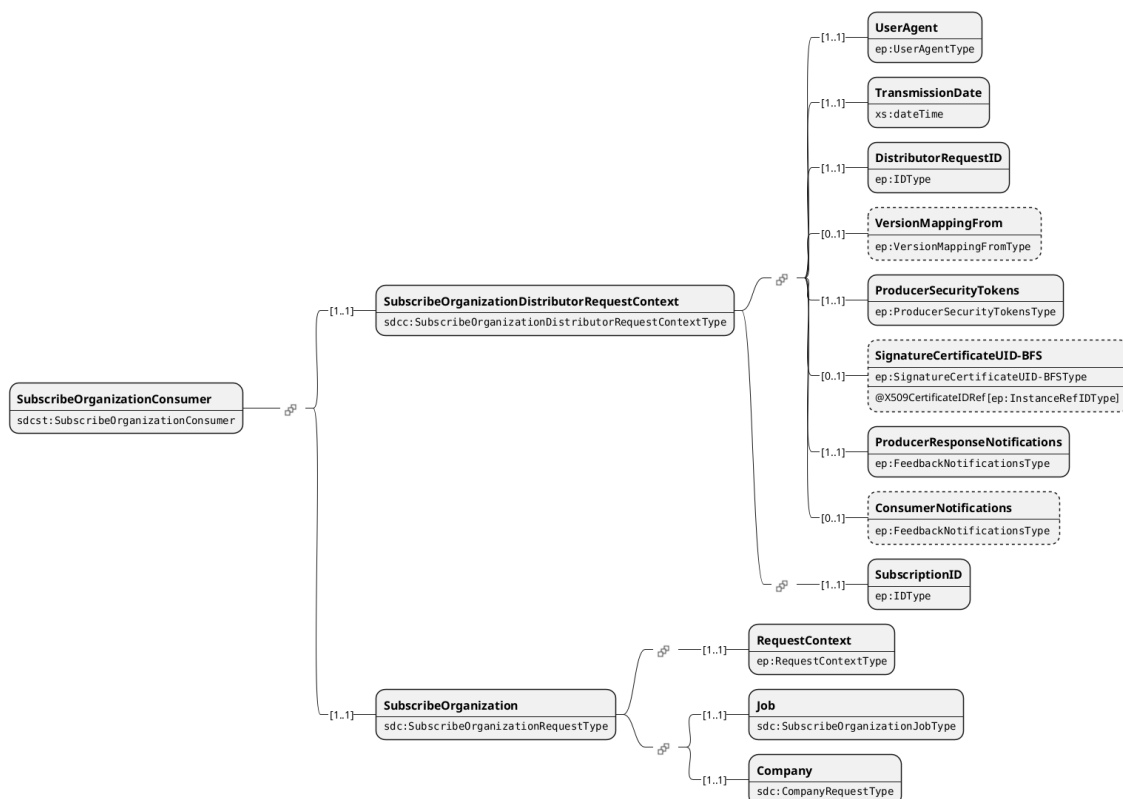 [1..1]
UserAgent
ep:UserAgentType
[1..1]
TransmissionDate
xs:dateTime
[1..1]
DistributorRequestID
ep:IDType
[0..1]
VersionMappingFrom
ep:VersionMappingFromType
[1..1]
ProducerSecurityTokens
ep:ProducerSecurityTokensType
[1..1]
SubscribeOrganizationDistributorRequestContext
sdcc:SubscribeOrganizationDistributorRequestContextType
[0..1]
SignatureCertificateUID-BFS
ep:SignatureCertificateUID-BFSType
@X509CertificateIDRef [ep:InstanceRefIDType]
SubscribeOrganizationConsumer
sdcst:SubscribeOrganizationConsumer
[1..1]
ProducerResponseNotifications
ep:FeedbackNotificationsType
[0..1]
ConsumerNotifications
ep:FeedbackNotificationsType
[1..1]
SubscriptionID
ep:IDType
[1..1]
RequestContext
ep:RequestContextType
[1..1]
SubscribeOrganization
sdc:SubscribeOrganizationRequestType
[1..1]
Job
sdc:SubscribeOrganizationJobType
[1..1]
Company
sdc:CompanyRequestType